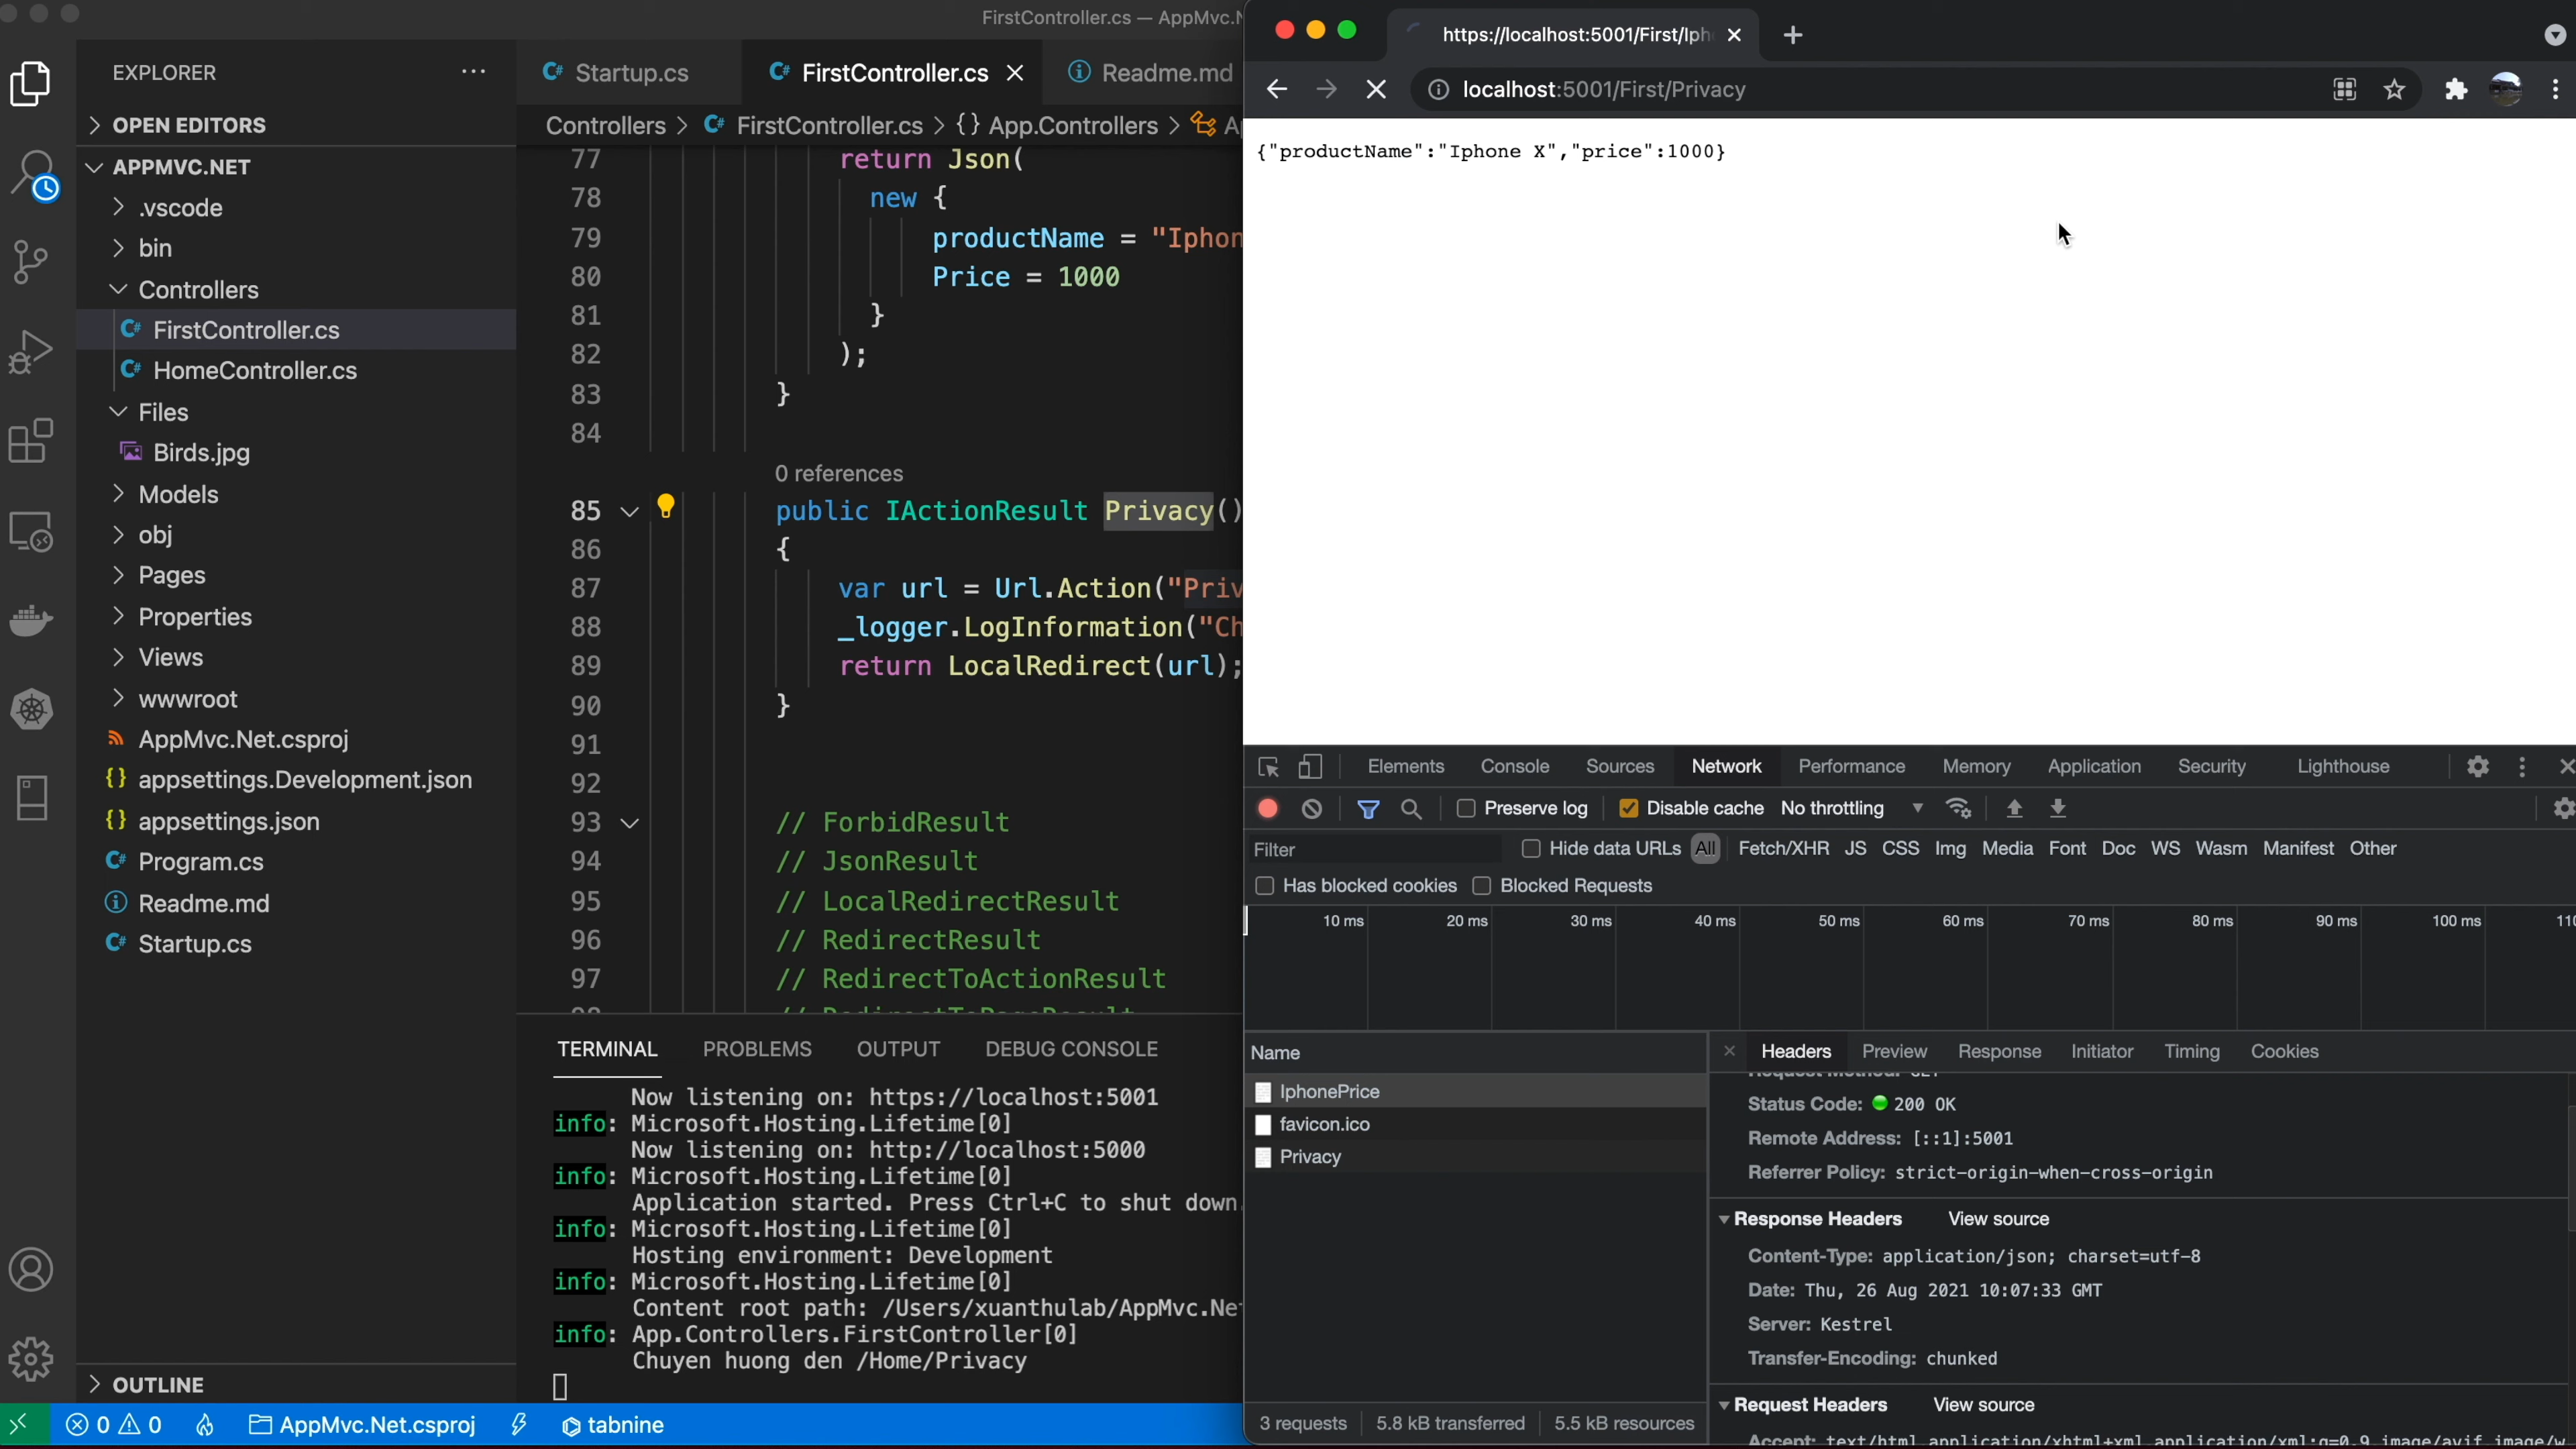 FirstController.cs — AppMvc.N
EXPLORER
OPEN EDITORS
APPMVC.NET
.vscode
bin
Controllers
FirstController.cs
HomeController.cs
Files
Birds.jpg
Models
obj
Pages
Properties
Views
wwwroot
AppMvc.Net.csproj
appsettings.Development.json
appsettings.json
Program.cs
Readme.md
Startup.cs
OUTLINE
Startup.cs FirstController.cs Readme.md
Controllers > FirstController.cs > {} App.Controllers >
77 return Json(
78 new {
79 productName = "Iphon
80 Price = 1000
81 }
82 );
83 }
84
0 references
85 public IActionResult Privacy()
86 {
87 var url = Url.Action("Priv
88 _logger.LogInformation("Ch
89 return LocalRedirect(url);
90 }
91
92
93 // ForbidResult
94 // JsonResult
95 // LocalRedirectResult
96 // RedirectResult
97 // RedirectToActionResult
TERMINAL PROBLEMS OUTPUT DEBUG CONSOLE
Now listening on: https://localhost:5001
info: Microsoft.Hosting.Lifetime[0]
Now listening on: http://localhost:5000
info: Microsoft.Hosting.Lifetime[0]
Application started. Press Ctrl+C to shut down.
info: Microsoft.Hosting.Lifetime[0]
Hosting environment: Development
info: Microsoft.Hosting.Lifetime[0]
Content root path: /Users/xuanthulab/AppMvc.Ne
info: App.Controllers.FirstController[0]
Chuyen huong den /Home/Privacy
0 0 AppMvc.Net.csproj tabnine
https://localhost:5001/First/Iph
localhost:5001/First/Privacy
{"productName":"Iphone X","price":1000}
Elements Console Sources Network Performance Memory Application Security Lighthouse
Preserve log Disable cache No throttling
Filter Hide data URLs All Fetch/XHR JS CSS Img Media Font Doc WS Wasm Manifest Other
Has blocked cookies Blocked Requests
10 ms 20 ms 30 ms 40 ms 50 ms 60 ms 70 ms 80 ms 90 ms 100 ms
Name
IphonePrice
favicon.ico
Privacy
3 requests 5.8 kB transferred 5.5 kB resources
Headers Preview Response Initiator Timing Cookies
Status Code: 200 OK
Remote Address: [::1]:5001
Referrer Policy: strict-origin-when-cross-origin
Response Headers View source
Content-Type: application/json; charset=utf-8
Date: Thu, 26 Aug 2021 10:07:33 GMT
Server: Kestrel
Transfer-Encoding: chunked
Request Headers View source